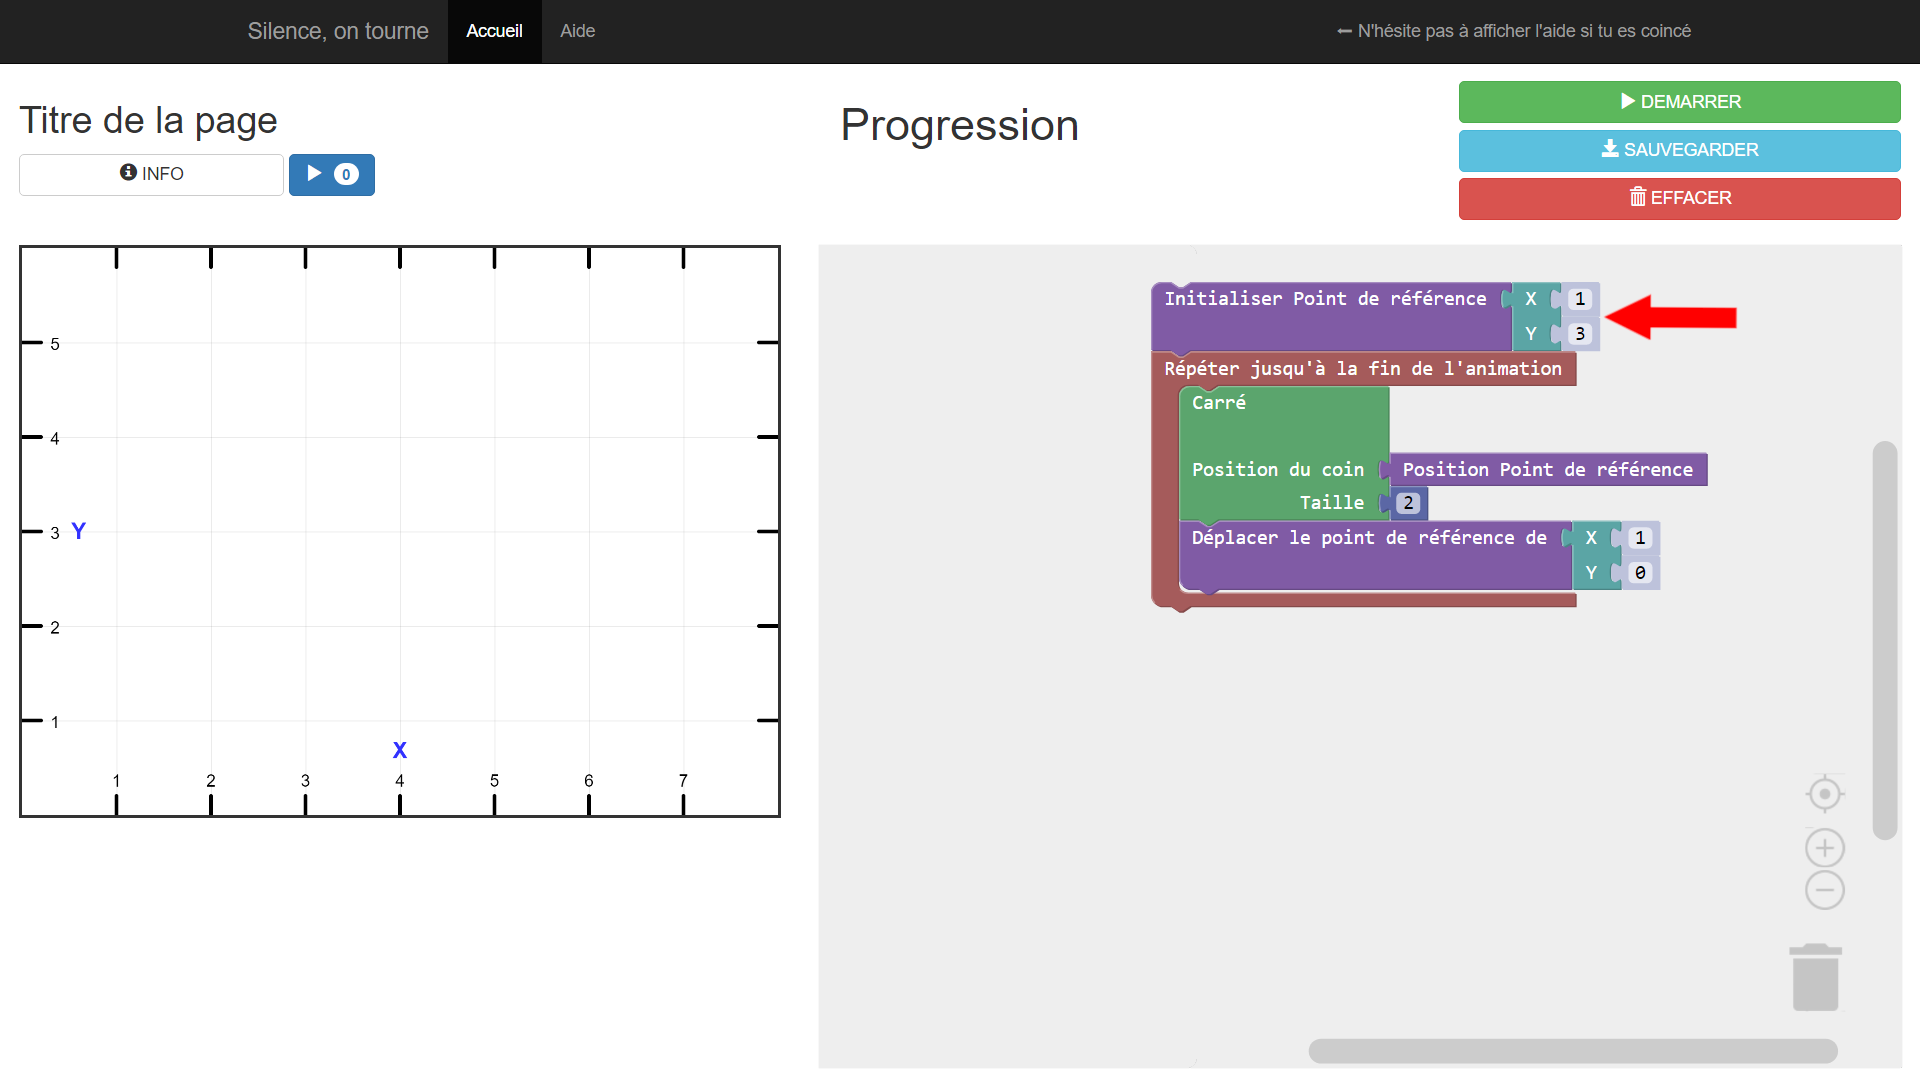 Silence, on tourne
Accueil
Aide
N'hésite pas à afficher l'aide si tu es coincé
Titre de la page
INFO
0
Progression
DEMARRER
SAUVEGARDER
EFFACER
5
4
3 Y
2
1
X
1 2 3 4 5 6 7
Initialiser Point de référence X 1
Y 3
Répéter jusqu'à la fin de l'animation
Carré
Position du coin Position Point de référence
Taille 2
Déplacer le point de référence de X 1
Y 0